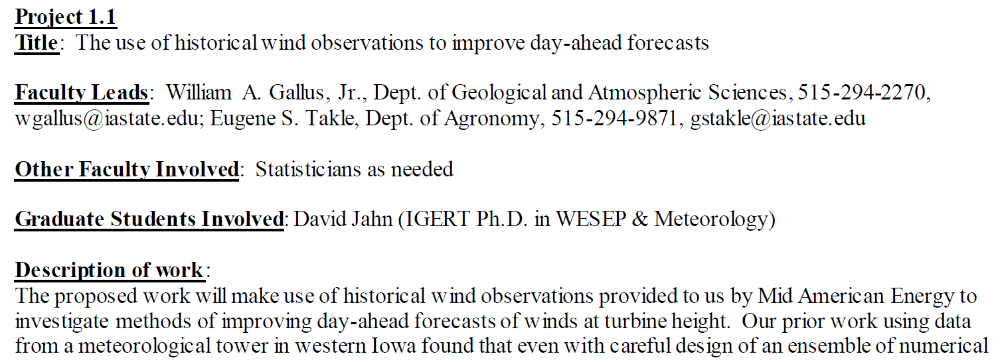 Project 1.1
Title: The use of historical wind observations to improve day-ahead forecasts
Faculty Leads: William A. Gallus, Jr., Dept. of Geological and Atmospheric Sciences, 515-294-2270,
wgallus@iastate.edu; Eugene S. Takle, Dept. of Agronomy, 515-294-9871, gstakle@iastate.edu
Other Faculty Involved: Statisticians as needed
Graduate Students Involved: David Jahn (IGERT Ph.D. in WESEP & Meteorology)
Description of work:
The proposed work will make use of historical wind observations provided to us by Mid American Energy to
investigate methods of improving day-ahead forecasts of winds at turbine height. Our prior work using data
from a meteorological tower in western Iowa found that even with careful design of an ensemble of numerical